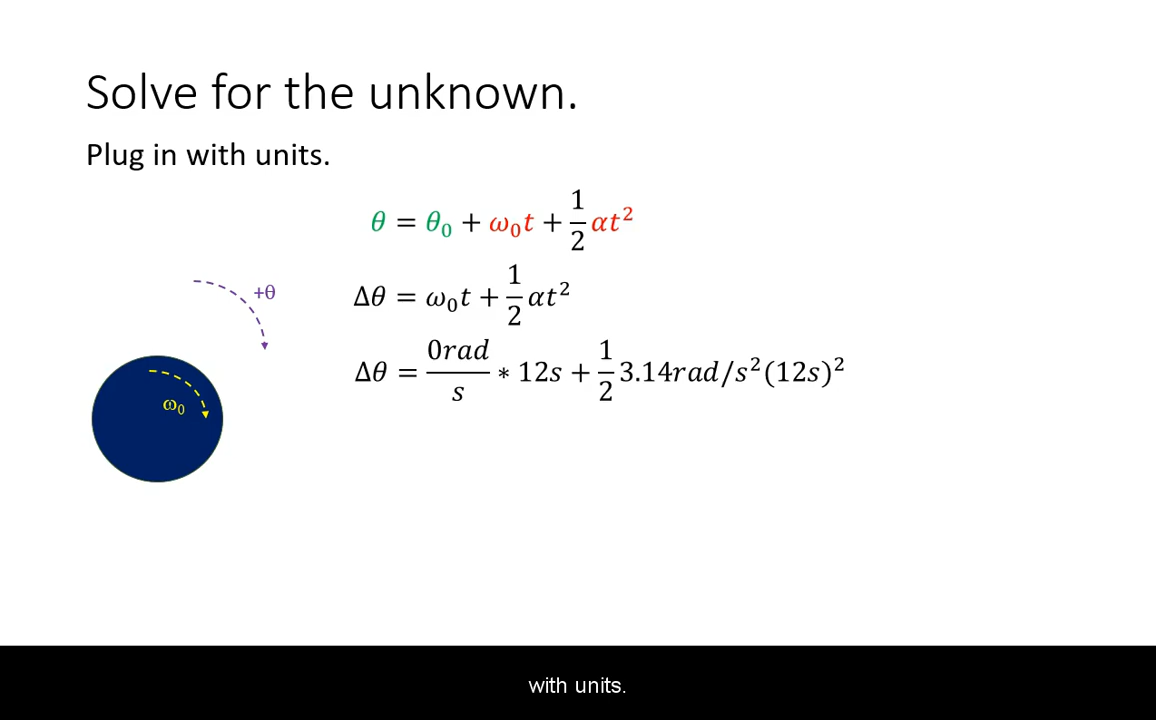 Solve for the unknown.
Plug in with units.
θ = θ₀ + ω₀t + 1/2 αt²
Δθ = ω₀t + 1/2 αt²
+θ
Δθ = 0rad/s * 12s + 1/2 3.14rad/s²(12s)²
ω₀
with units.